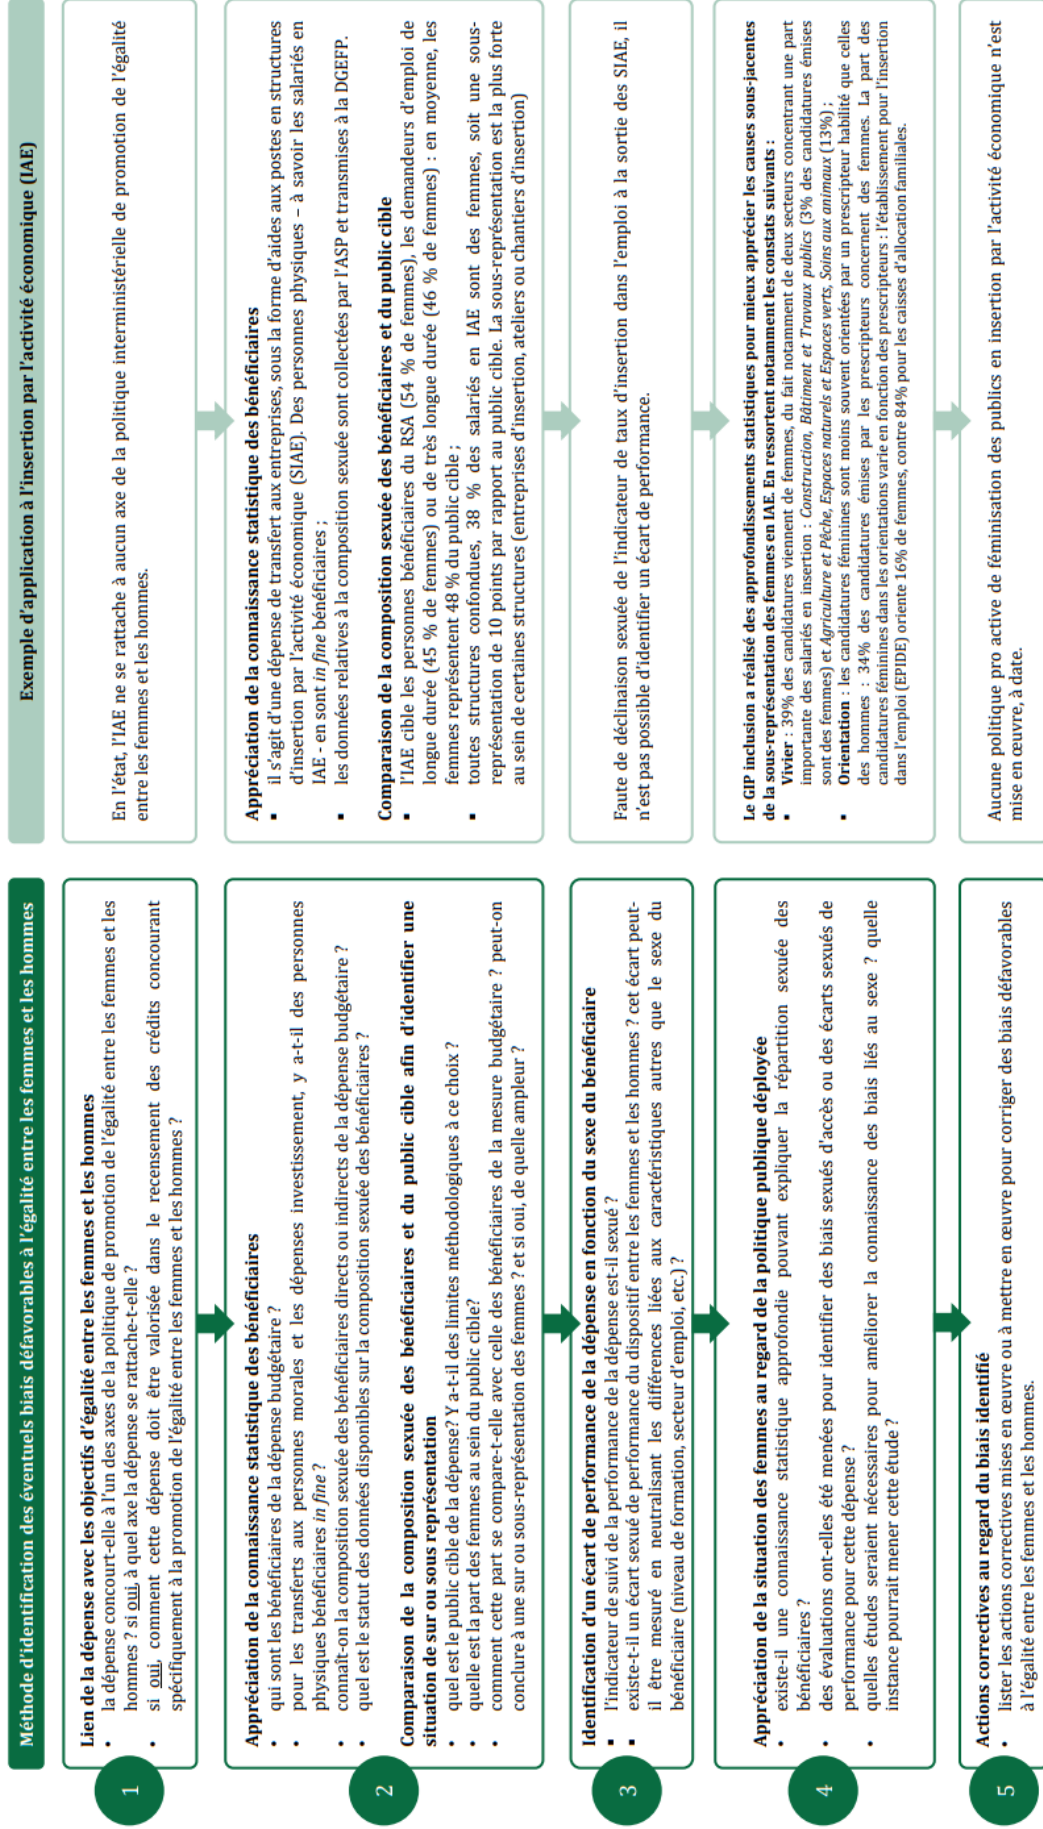 Méthode d'identification des éventuels biais défavorables à l'égalité entre les femmes et les hommes
Exemple d'application à l'insertion par l'activité économique (IAE)
1
Lien de la dépense avec les objectifs d'égalité entre les femmes et les hommes
• la dépense concourt-elle à l'un des axes de la politique de promotion de l'égalité entre les femmes et les
hommes ? si oui, à quel axe la dépense se rattache-t-elle ?
• si oui, comment cette dépense doit être valorisée dans le recensement des crédits concourant
spécifiquement à la promotion de l'égalité entre les femmes et les hommes ?
En l'état, l'IAE ne se rattache à aucun axe de la politique interministérielle de promotion de l'égalité
entre les femmes et les hommes.
2
Appréciation de la connaissance statistique des bénéficiaires
• qui sont les bénéficiaires de la dépense budgétaire ?
• pour les transferts aux personnes morales et les dépenses investissement, y a-t-il des personnes
physiques bénéficiaires in fine ?
• connaît-on la composition sexuée des bénéficiaires directs ou indirects de la dépense budgétaire ?
• quel est le statut des données disponibles sur la composition sexuée des bénéficiaires ?
Comparaison de la composition sexuée des bénéficiaires et du public cible afin d'identifier une
situation de sur ou sous représentation
• quel est le public cible de la dépense? Y a-t-il des limites méthodologiques à ce choix ?
• quelle est la part des femmes au sein du public cible?
• comment cette part se compare-t-elle avec celle des bénéficiaires de la mesure budgétaire ? peut-on
conclure à une sur ou sous-représentation des femmes ? et si oui, de quelle ampleur ?
Appréciation de la connaissance statistique des bénéficiaires
▪ il s'agit d'une dépense de transfert aux entreprises, sous la forme d'aides aux postes en structures
d'insertion par l'activité économique (SIAE). Des personnes physiques – à savoir les salariés en
IAE - en sont in fine bénéficiaires ;
▪ les données relatives à la composition sexuée sont collectées par l'ASP et transmises à la DGEFP.
Comparaison de la composition sexuée des bénéficiaires et du public cible
▪ l'IAE cible les personnes bénéficiaires du RSA (54 % de femmes), les demandeurs d'emploi de
longue durée (45 % de femmes) ou de très longue durée (46 % de femmes) : en moyenne, les
femmes représentent 48 % du public cible ;
▪ toutes structures confondues, 38 % des salariés en IAE sont des femmes, soit une sous-
représentation de 10 points par rapport au public cible. La sous-représentation est la plus forte
au sein de certaines structures (entreprises d'insertion, ateliers ou chantiers d'insertion)
3
Identification d'un écart de performance de la dépense en fonction du sexe du bénéficiaire
▪ l'indicateur de suivi de la performance de la dépense est-il sexué ?
▪ existe-t-il un écart sexué de performance du dispositif entre les femmes et les hommes ? cet écart peut-
il être mesuré en neutralisant les différences liées aux caractéristiques autres que le sexe du
bénéficiaire (niveau de formation, secteur d'emploi, etc.) ?
Faute de déclinaison sexuée de l'indicateur de taux d'insertion dans l'emploi à la sortie des SIAE, il
n'est pas possible d'identifier un écart de performance.
4
Appréciation de la situation des femmes au regard de la politique publique déployée
• existe-il une connaissance statistique approfondie pouvant expliquer la répartition sexuée des
bénéficiaires ?
• des évaluations ont-elles été menées pour identifier des biais sexués d'accès ou des écarts sexués de
performance pour cette dépense ?
• quelles études seraient nécessaires pour améliorer la connaissance des biais liés au sexe ? quelle
instance pourrait mener cette étude ?
Le GIP inclusion a réalisé des approfondissements statistiques pour mieux apprécier les causes sous-jacentes
de la sous-représentation des femmes en IAE. En ressortent notamment les constats suivants :
▪ Vivier : 39% des candidatures viennent de femmes, du fait notamment de deux secteurs concentrant une part
importante des salariés en insertion : Construction, Bâtiment et Travaux publics (3% des candidatures émises
sont des femmes) et Agriculture et Pêche, Espaces naturels et Espaces verts, Soins aux animaux (13%) ;
▪ Orientation : les candidatures féminines sont moins souvent orientées par un prescripteur habilité que celles
des hommes : 34% des candidatures émises par les prescripteurs concernent des femmes. La part des
candidatures féminines dans les orientations varie en fonction des prescripteurs : l'établissement pour l'insertion
dans l'emploi (EPIDE) oriente 16% de femmes, contre 84% pour les caisses d'allocation familiales.
5
Actions correctives au regard du biais identifié
• lister les actions correctives mises en œuvre ou à mettre en œuvre pour corriger des biais défavorables
à l'égalité entre les femmes et les hommes.
Aucune politique pro active de féminisation des publics en insertion par l'activité économique n'est
mise en œuvre, à date.